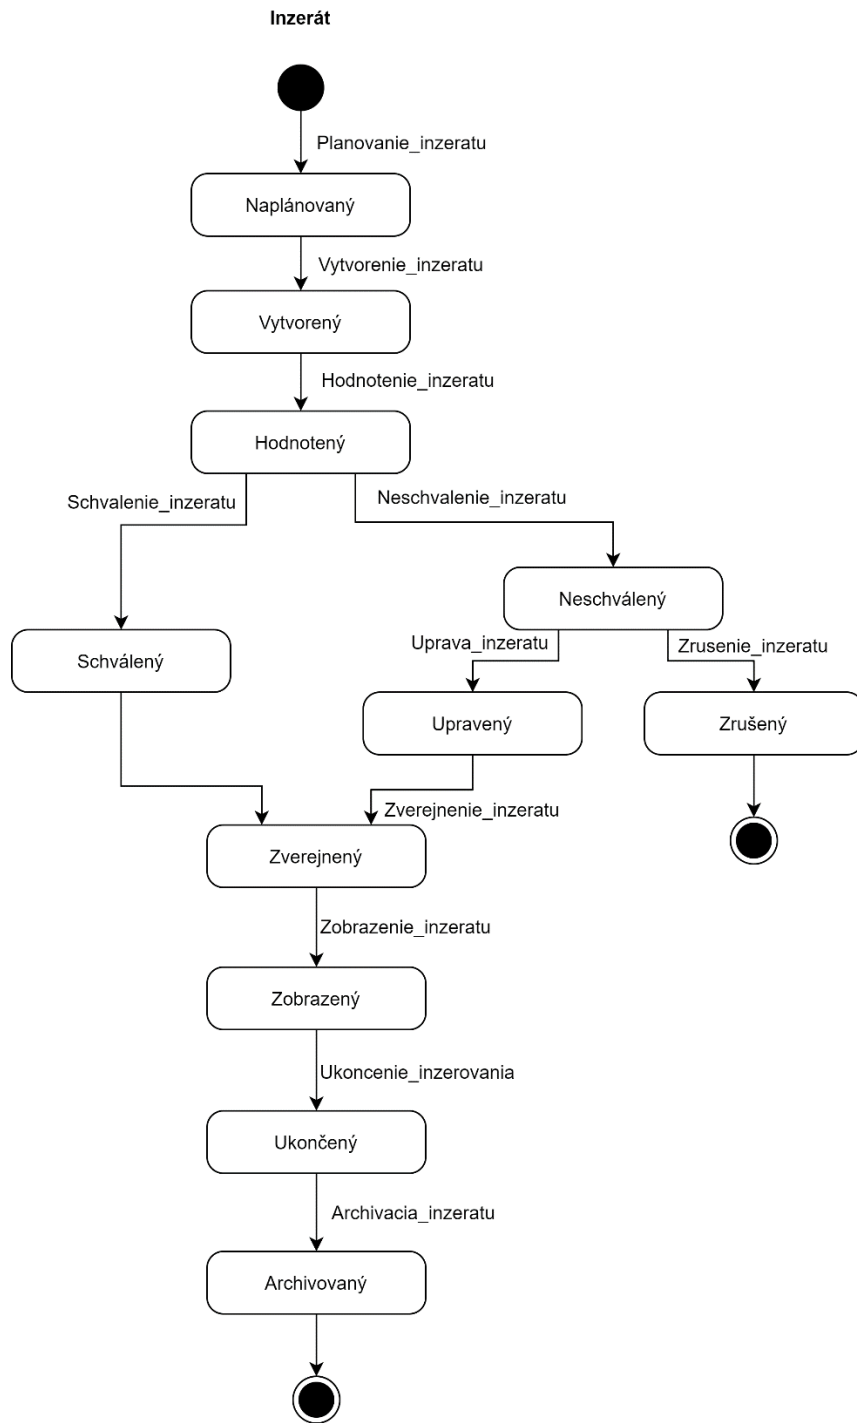 Inzerát
Planovanie_inzeratu
Naplánovaný
Vytvorenie_inzeratu
Vytvorený
Hodnotenie_inzeratu
Hodnotený
Schvalenie_inzeratu
Neschvalenie_inzeratu
Neschválený
Schválený
Uprava_inzeratu
Zrusenie_inzeratu
Upravený
Zrušený
Zverejnenie_inzeratu
Zverejnený
Zobrazenie_inzeratu
Zobrazený
Ukoncenie_inzerovania
Ukončený
Archivacia_inzeratu
Archivovaný